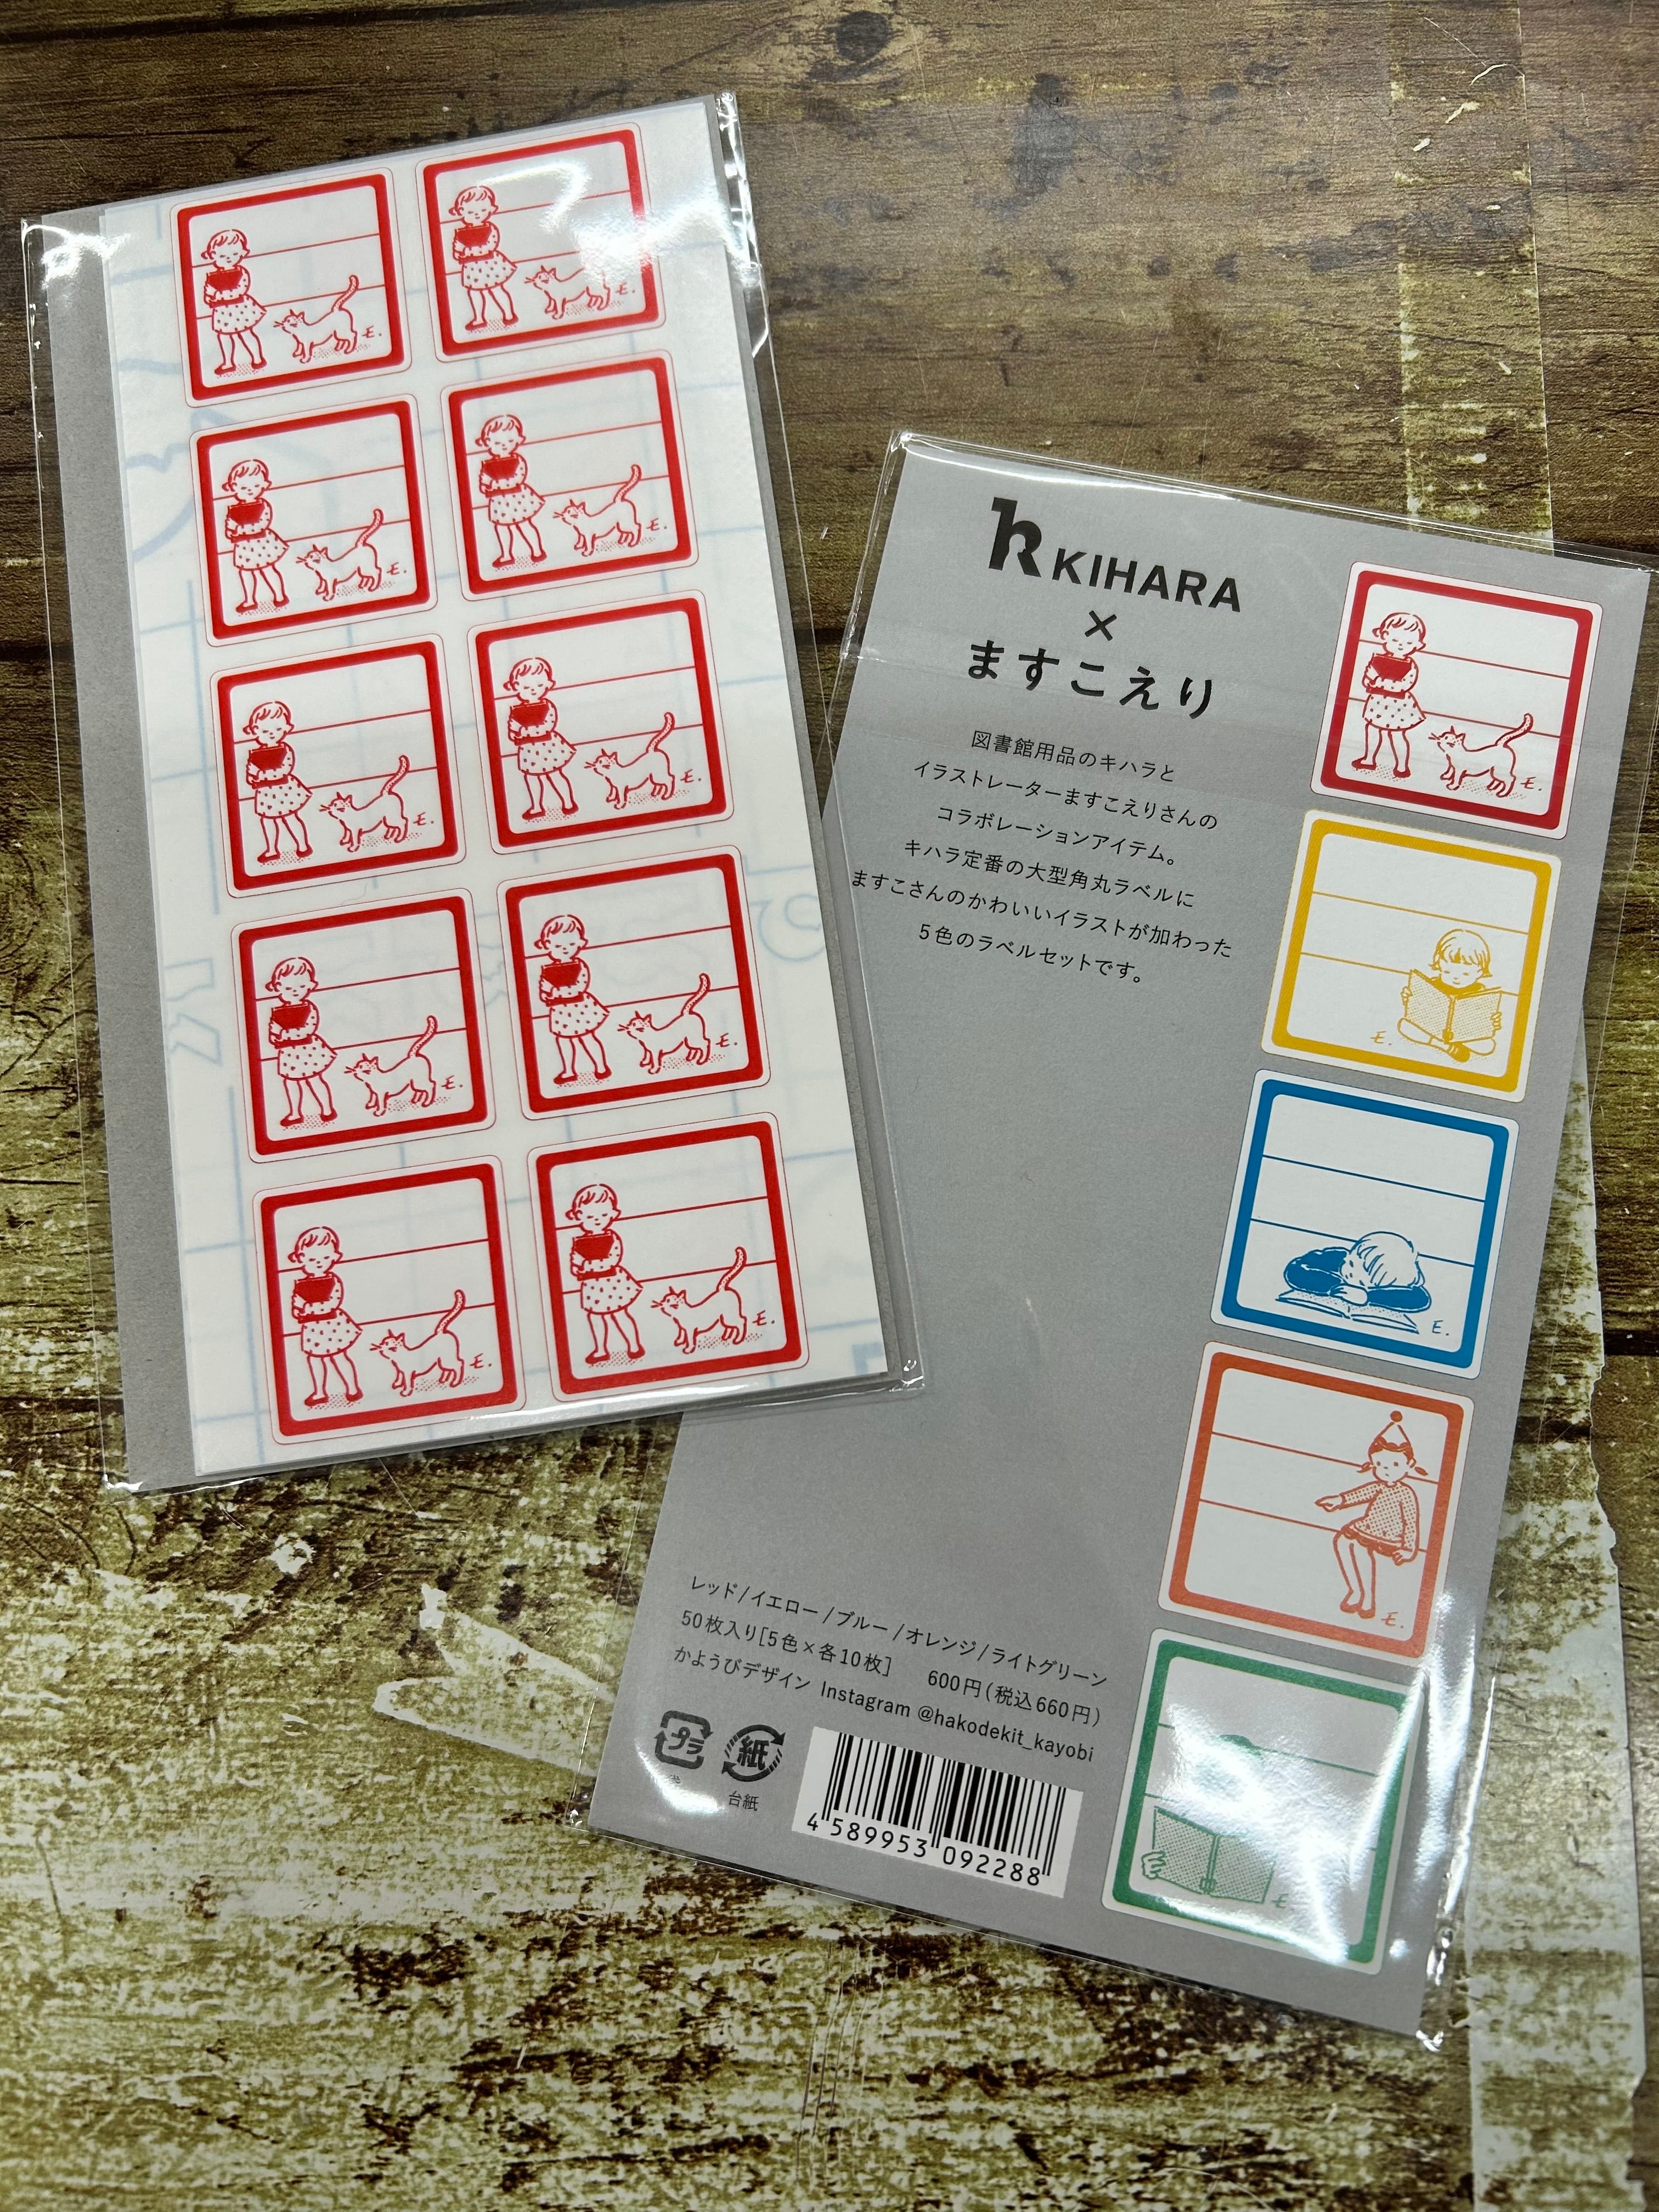 E.
E.
E.
E.
E.
E.
E.
E.
E.
E.
KIHARA
×
ますこえり
図書館用品のキハラと
イラストレーターますこえりさんの
コラボレーションアイテム。
キハラ定番の大型角丸ラベルに
ますこさんのかわいいイラストが加わった
5色のラベルセットです。
E.
E.
E.
E.
E.
レッド/イエロー/ブルー/オレンジ/ライトグリーン
50枚入り[5色×各10枚] 600円(税込660円)
かようびデザイン Instagram @hakodekit_kayobi
プラ
紙
台紙
4 589953 092288